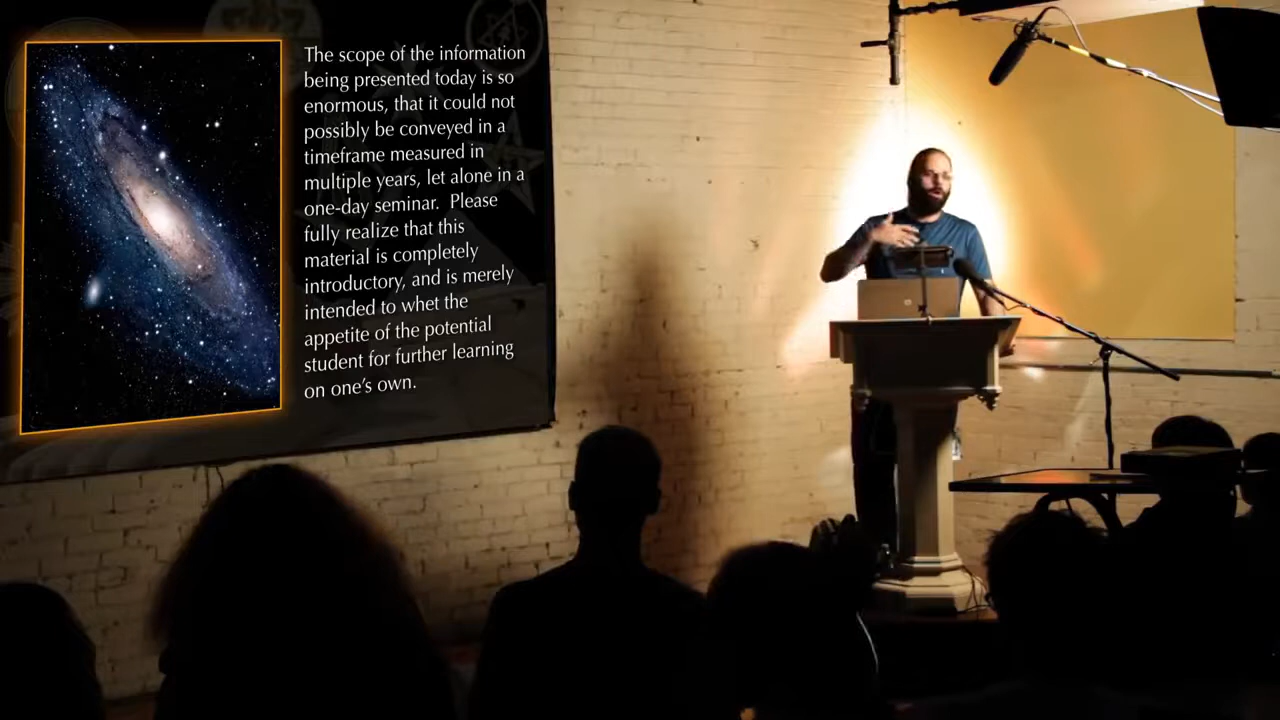 The scope of the information
being presented today is so
enormous, that it could not
possibly be conveyed in a
timeframe measured in
multiple years, let alone in a
one-day seminar.  Please
fully realize that this
material is completely
introductory, and is merely
intended to whet the
appetite of the potential
student for further learning
on one's own.